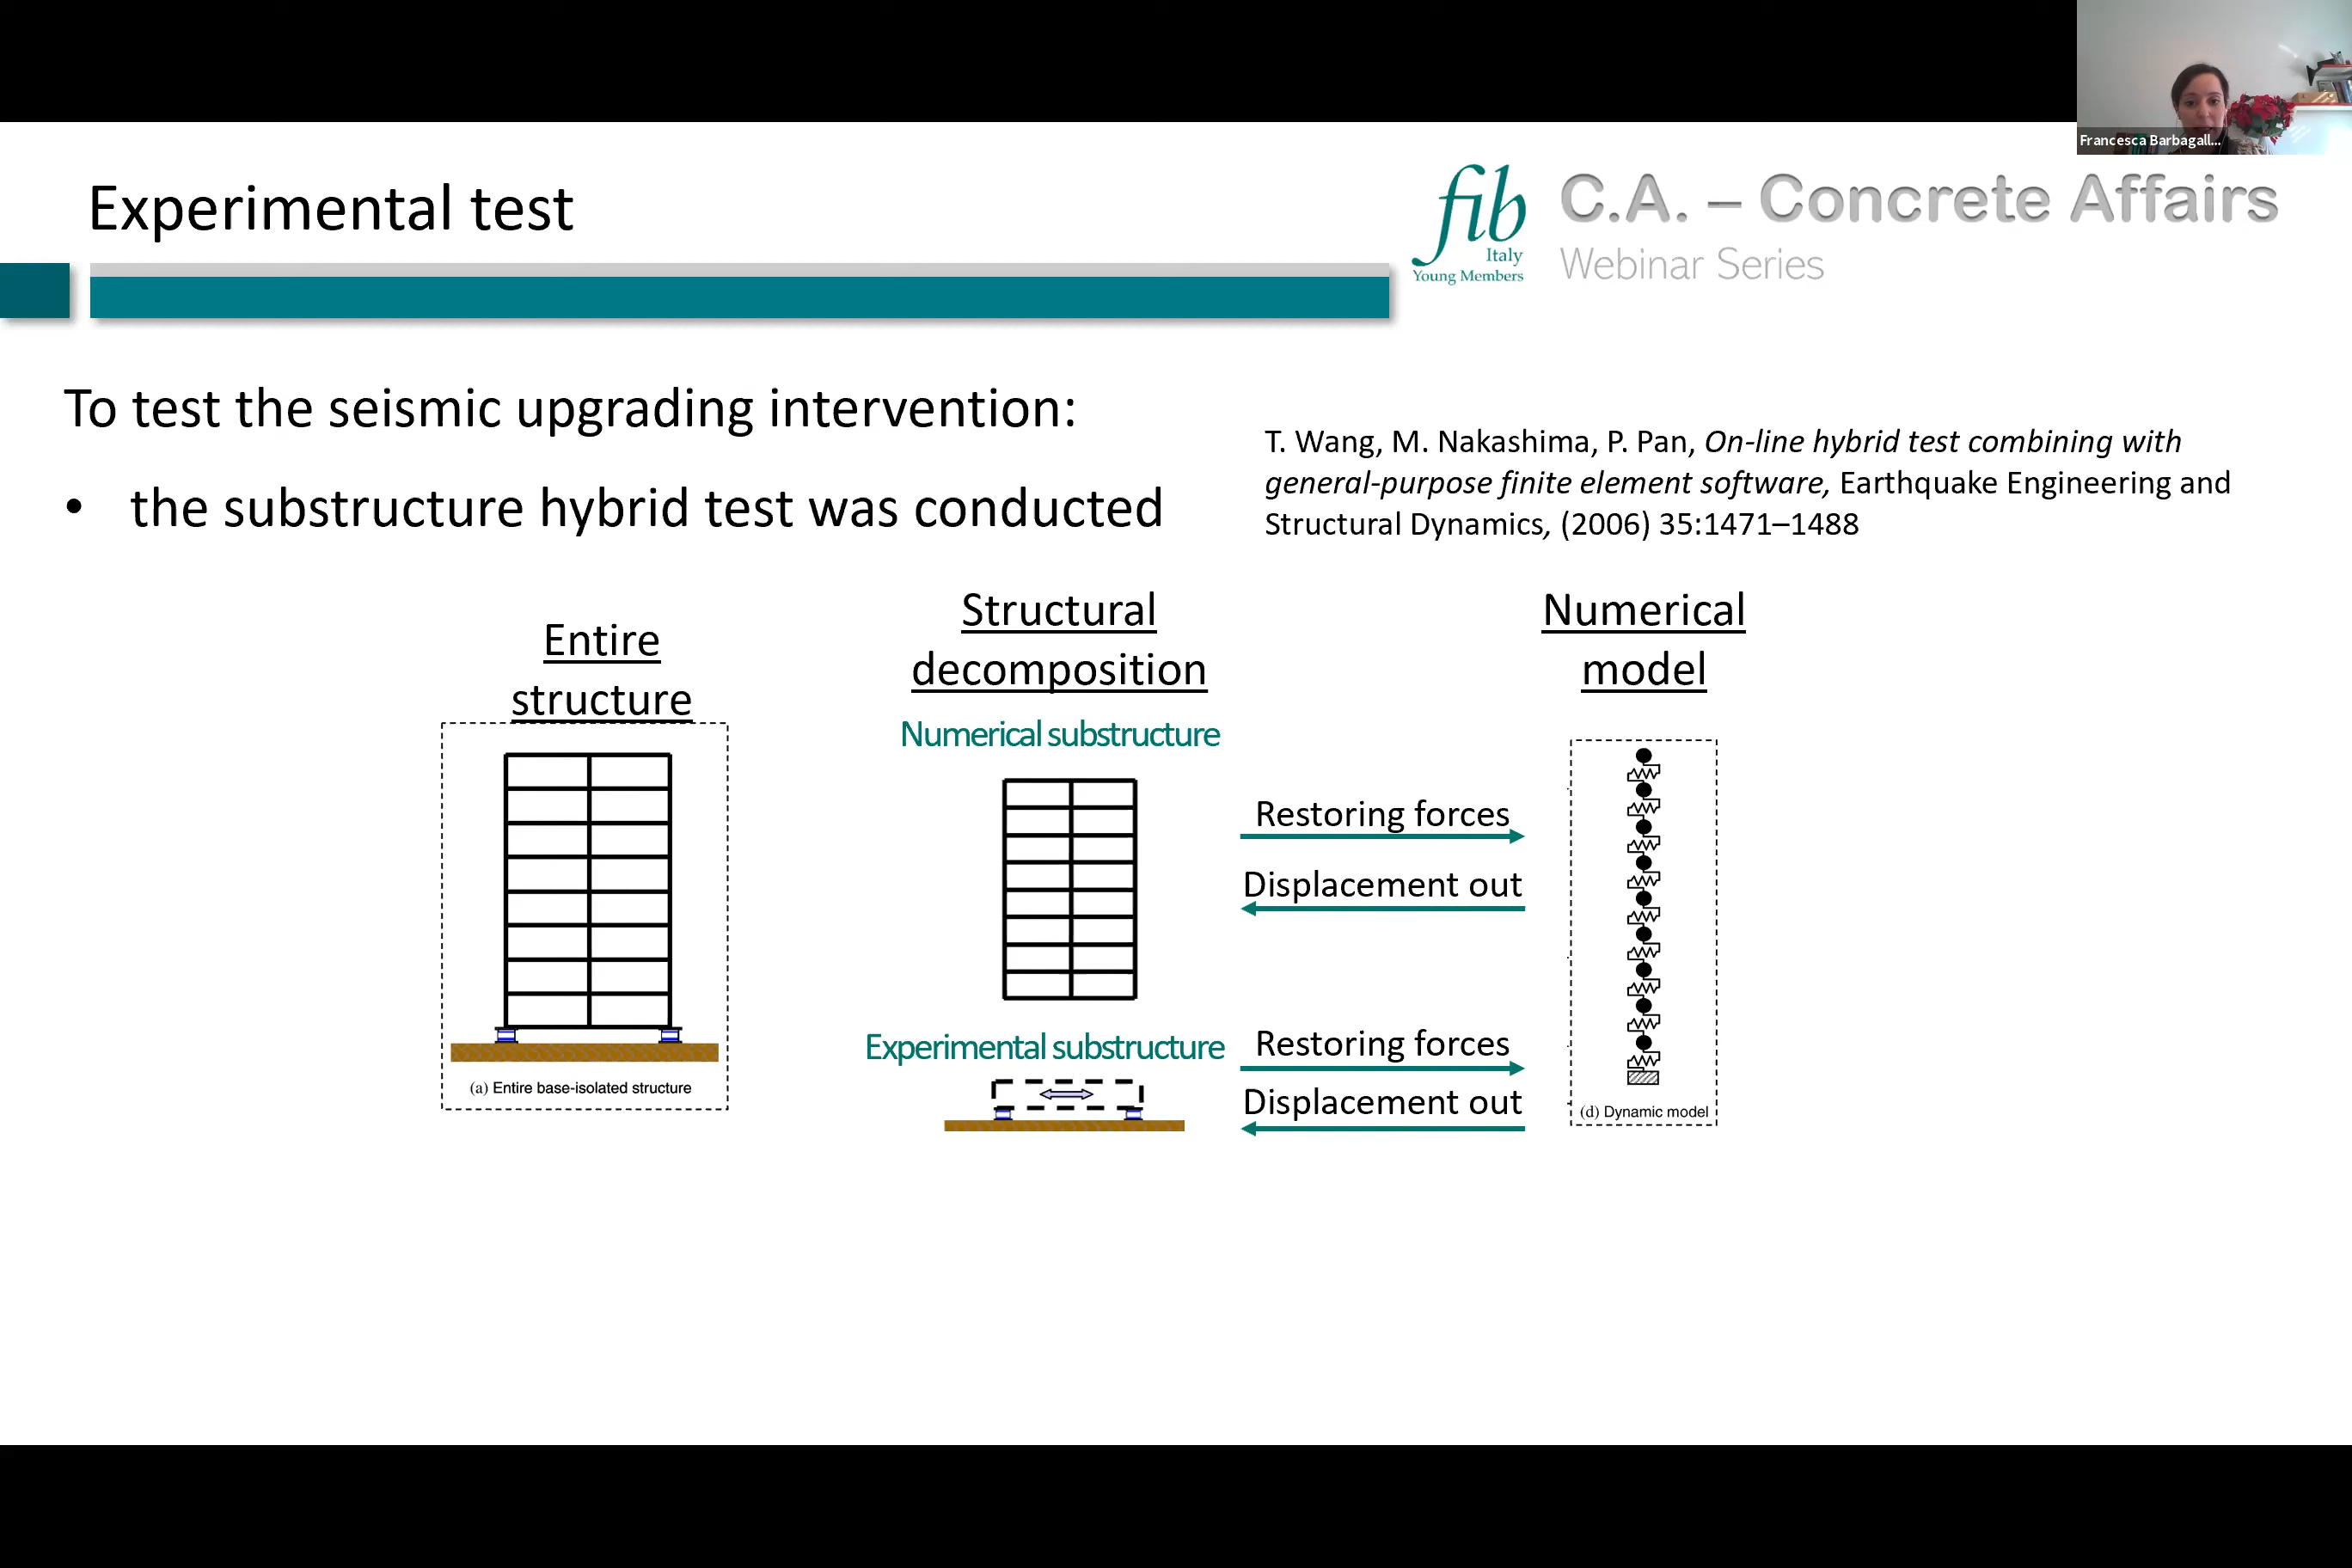 Francesca Barbagall...
Experimental test
fib
Italy
Young Members
C.A. – Concrete Affairs
Webinar Series
To test the seismic upgrading intervention:
• the substructure hybrid test was conducted
T. Wang, M. Nakashima, P. Pan, On-line hybrid test combining with
general-purpose finite element software, Earthquake Engineering and
Structural Dynamics, (2006) 35:1471–1488
Entire
structure
(a) Entire base-isolated structure
Structural
decomposition
Numerical substructure
Experimental substructure
Restoring forces
Displacement out
Restoring forces
Displacement out
Numerical
model
(d) Dynamic model